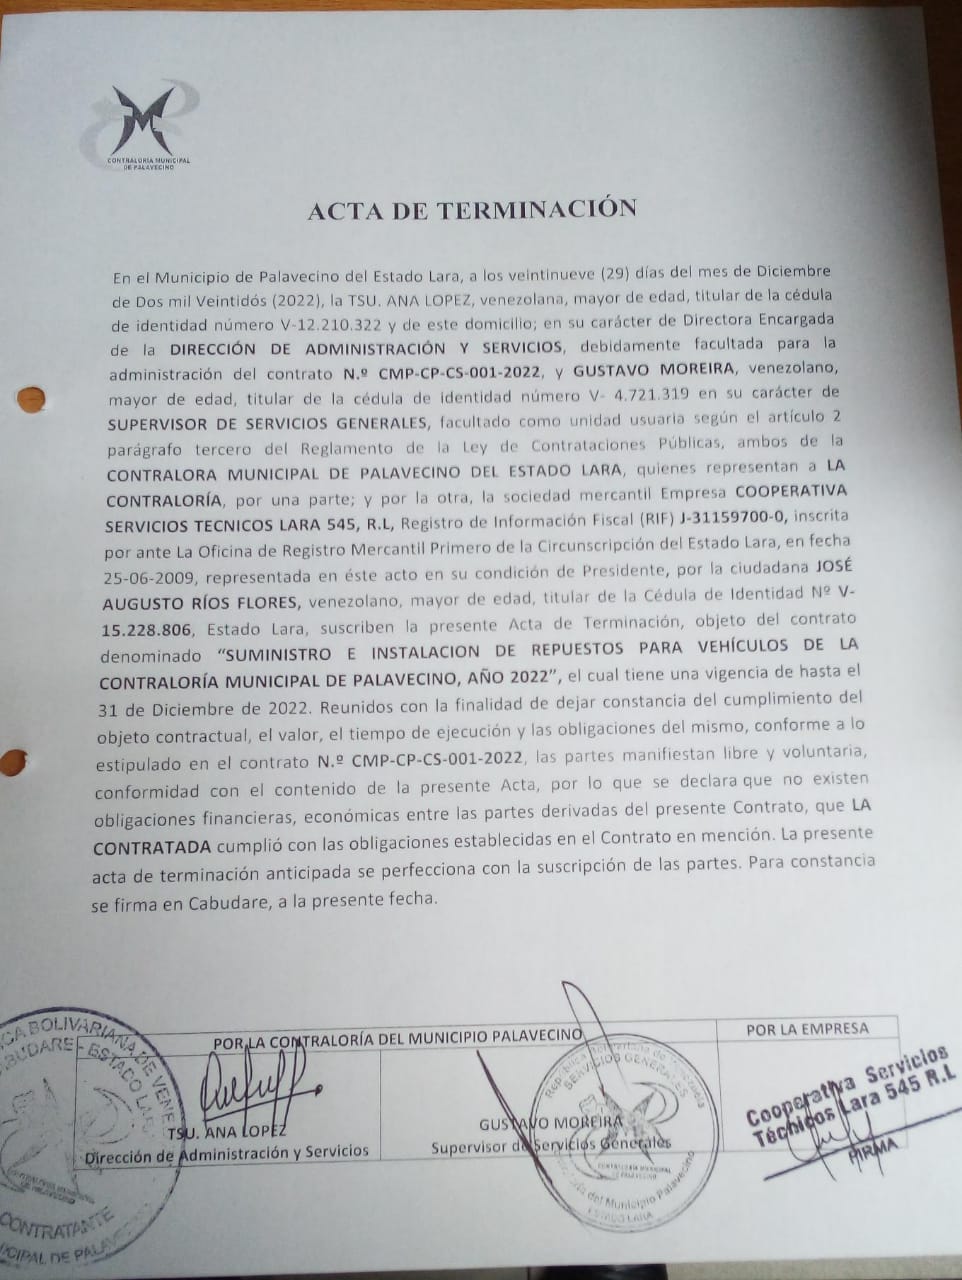 CONTRALORÍA MUNICIPAL
DE PALAVECINO
ACTA DE TERMINACIÓN
En el Municipio de Palavecino del Estado Lara, a los veintinueve (29) días del mes de Diciembre
de Dos mil Veintidós (2022), la TSU. ANA LOPEZ, venezolana, mayor de edad, titular de la cédula
de identidad número V-12.210.322 y de este domicilio; en su carácter de Directora Encargada
de la DIRECCIÓN DE ADMINISTRACIÓN Y SERVICIOS, debidamente facultada para la
administración del contrato N.º CMP-CP-CS-001-2022, y GUSTAVO MOREIRA, venezolano,
mayor de edad, titular de la cédula de identidad número V- 4.721.319 en su carácter de
SUPERVISOR DE SERVICIOS GENERALES, facultado como unidad usuaria según el artículo 2
parágrafo tercero del Reglamento de la Ley de Contrataciones Públicas, ambos de la
CONTRALORA MUNICIPAL DE PALAVECINO DEL ESTADO LARA, quienes representan a LA
CONTRALORÍA, por una parte; y por la otra, la sociedad mercantil Empresa COOPERATIVA
SERVICIOS TECNICOS LARA 545, R.L, Registro de Información Fiscal (RIF) J-31159700-0, inscrita
por ante La Oficina de Registro Mercantil Primero de la Circunscripción del Estado Lara, en fecha
25-06-2009, representada en éste acto en su condición de Presidente, por la ciudadana JOSÉ
AUGUSTO RÍOS FLORES, venezolano, mayor de edad, titular de la Cédula de Identidad Nº V-
15.228.806, Estado Lara, suscriben la presente Acta de Terminación, objeto del contrato
denominado “SUMINISTRO E INSTALACION DE REPUESTOS PARA VEHÍCULOS DE LA
CONTRALORÍA MUNICIPAL DE PALAVECINO, AÑO 2022”, el cual tiene una vigencia de hasta el
31 de Diciembre de 2022. Reunidos con la finalidad de dejar constancia del cumplimiento del
objeto contractual, el valor, el tiempo de ejecución y las obligaciones del mismo, conforme a lo
estipulado en el contrato N.º CMP-CP-CS-001-2022, las partes manifiestan libre y voluntaria,
conformidad con el contenido de la presente Acta, por lo que se declara que no existen
obligaciones financieras, económicas entre las partes derivadas del presente Contrato, que LA
CONTRATADA cumplió con las obligaciones establecidas en el Contrato en mención. La presente
acta de terminación anticipada se perfecciona con la suscripción de las partes. Para constancia
se firma en Cabudare, a la presente fecha.
POR LA CONTRALORÍA DEL MUNICIPIO PALAVECINO
POR LA EMPRESA
TSU. ANA LOPEZ
Dirección de Administración y Servicios
GUSTAVO MOREIRA
Supervisor de Servicios Generales
Cooperativa Servicios
Técnicos Lara 545 R.L
FIRMA
BOLIVARIANA DE VENE
CABUDARE - ESTADO LARA
CONTRATANTE
CIPAL DE PALAV
República Bolivariana de Venezuela
SERVICIOS GENERALES
CONTRALORÍA MUNICIPAL
DE PALAVECINO
del Municipio Palavecino
ESTADO LARA